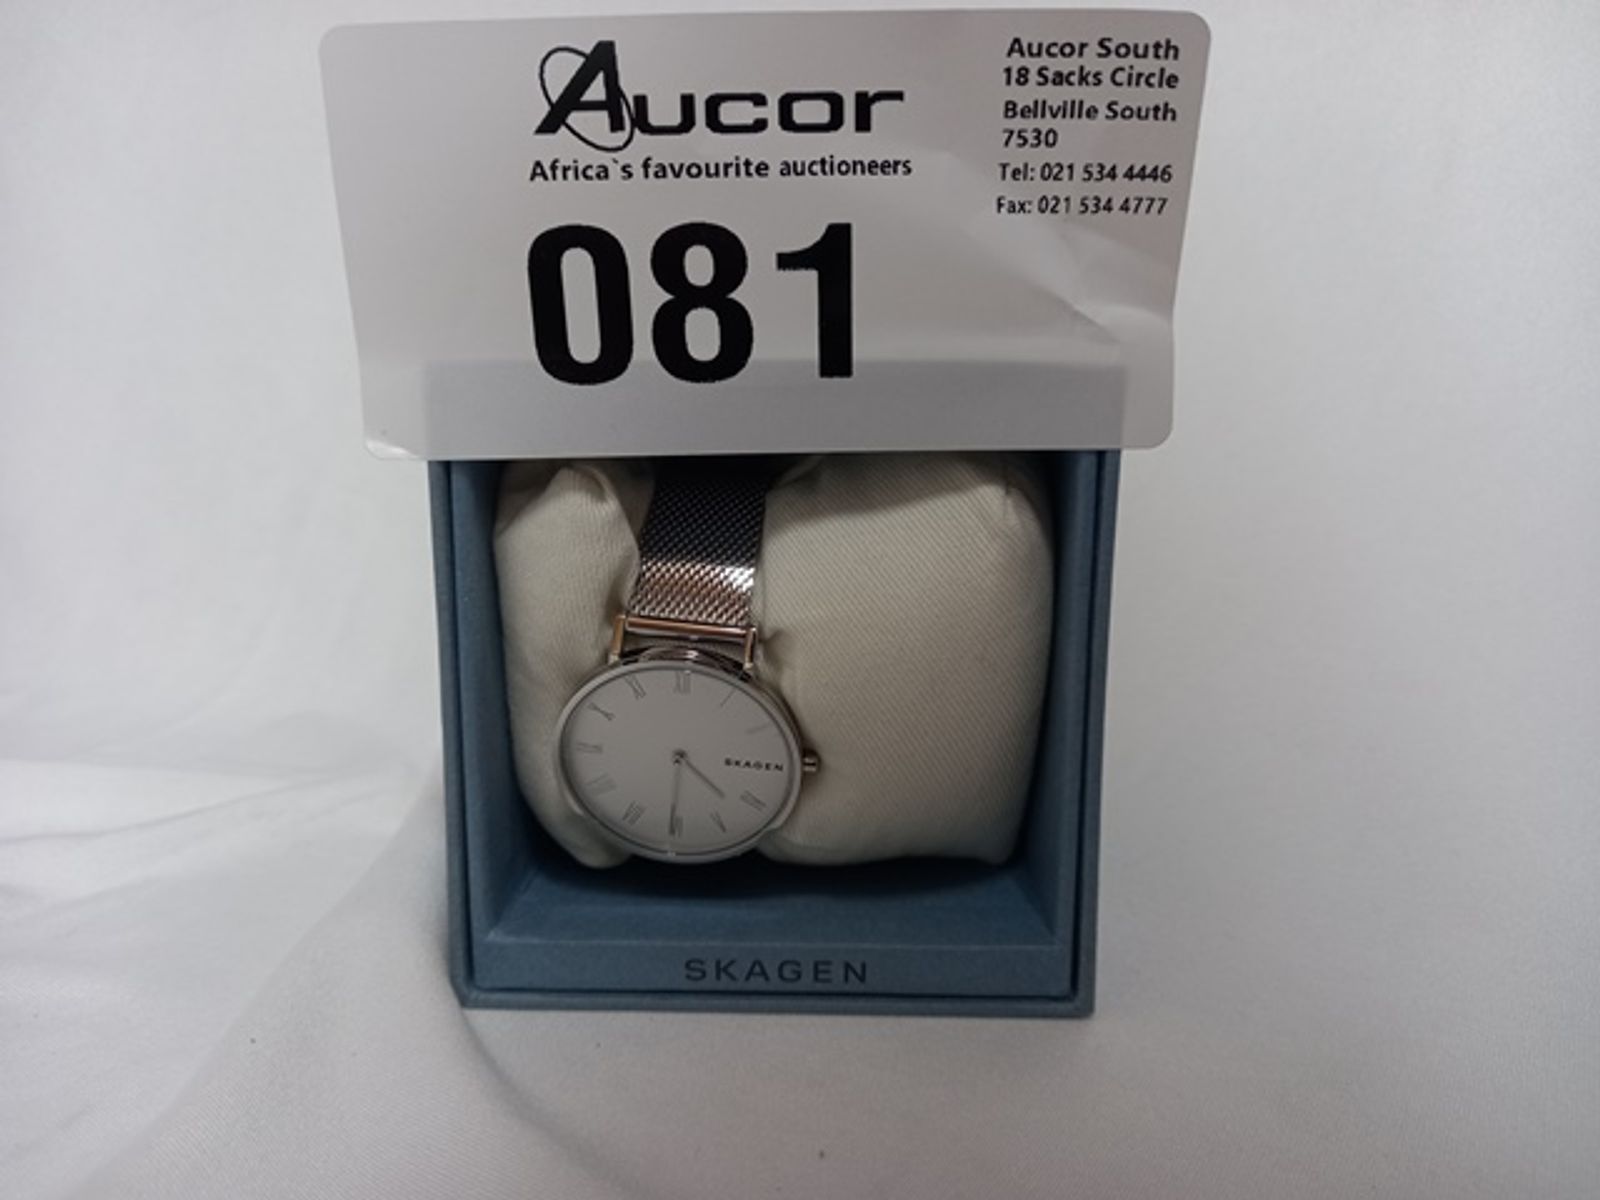 Aucor
Africa`s favourite auctioneers
081
Aucor South
18 Sacks Circle
Bellville South
7530
Tel: 021 534 4446
Fax: 021 534 4777
SKAGEN
SKAGEN